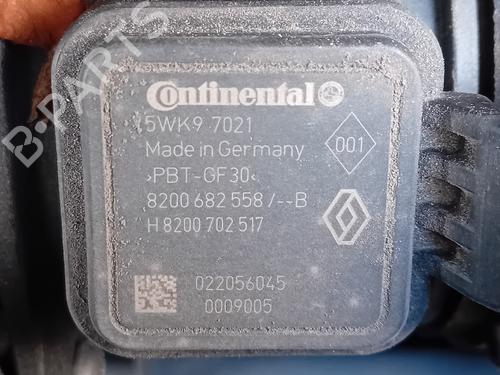 Continental
5WK9 7021
Made in Germany
001
>PBT-GF30<
8200 682 558 /--B
H 8200 702 517
022056045
0009005
B-PARTS